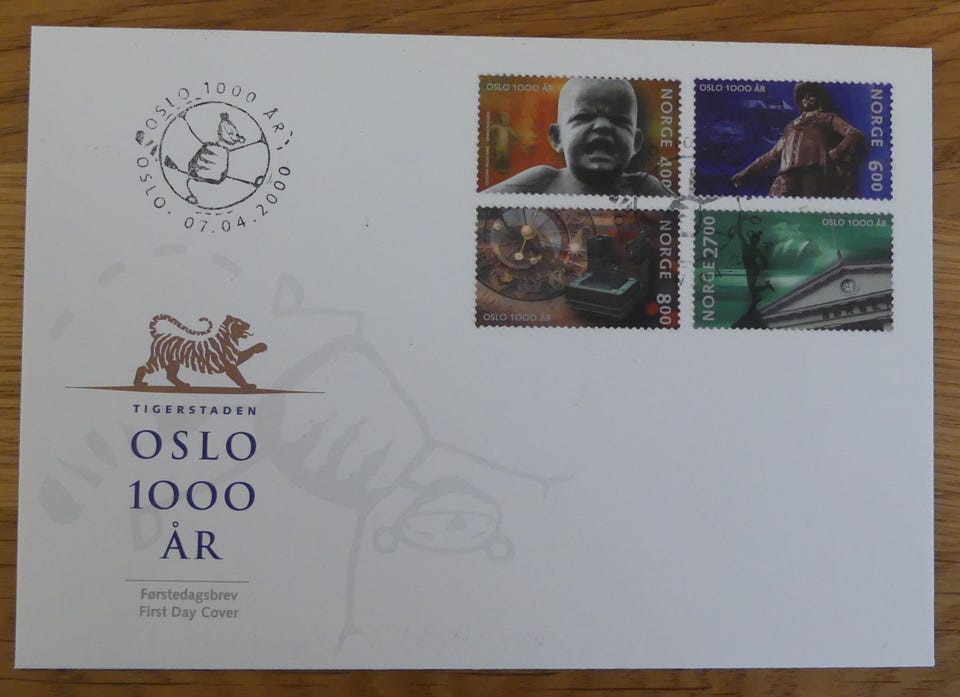 OSLO 1000 ÅR
OSLO · 07.04.2000
OSLO 1000 ÅR
NORGE 400
OSLO 1000 ÅR
NORGE 600
NORGE 800
OSLO 1000 ÅR
OSLO 1000 ÅR
NORGE 2700
TIGERSTADEN
OSLO
1000
ÅR
Førstedagsbrev
First Day Cover